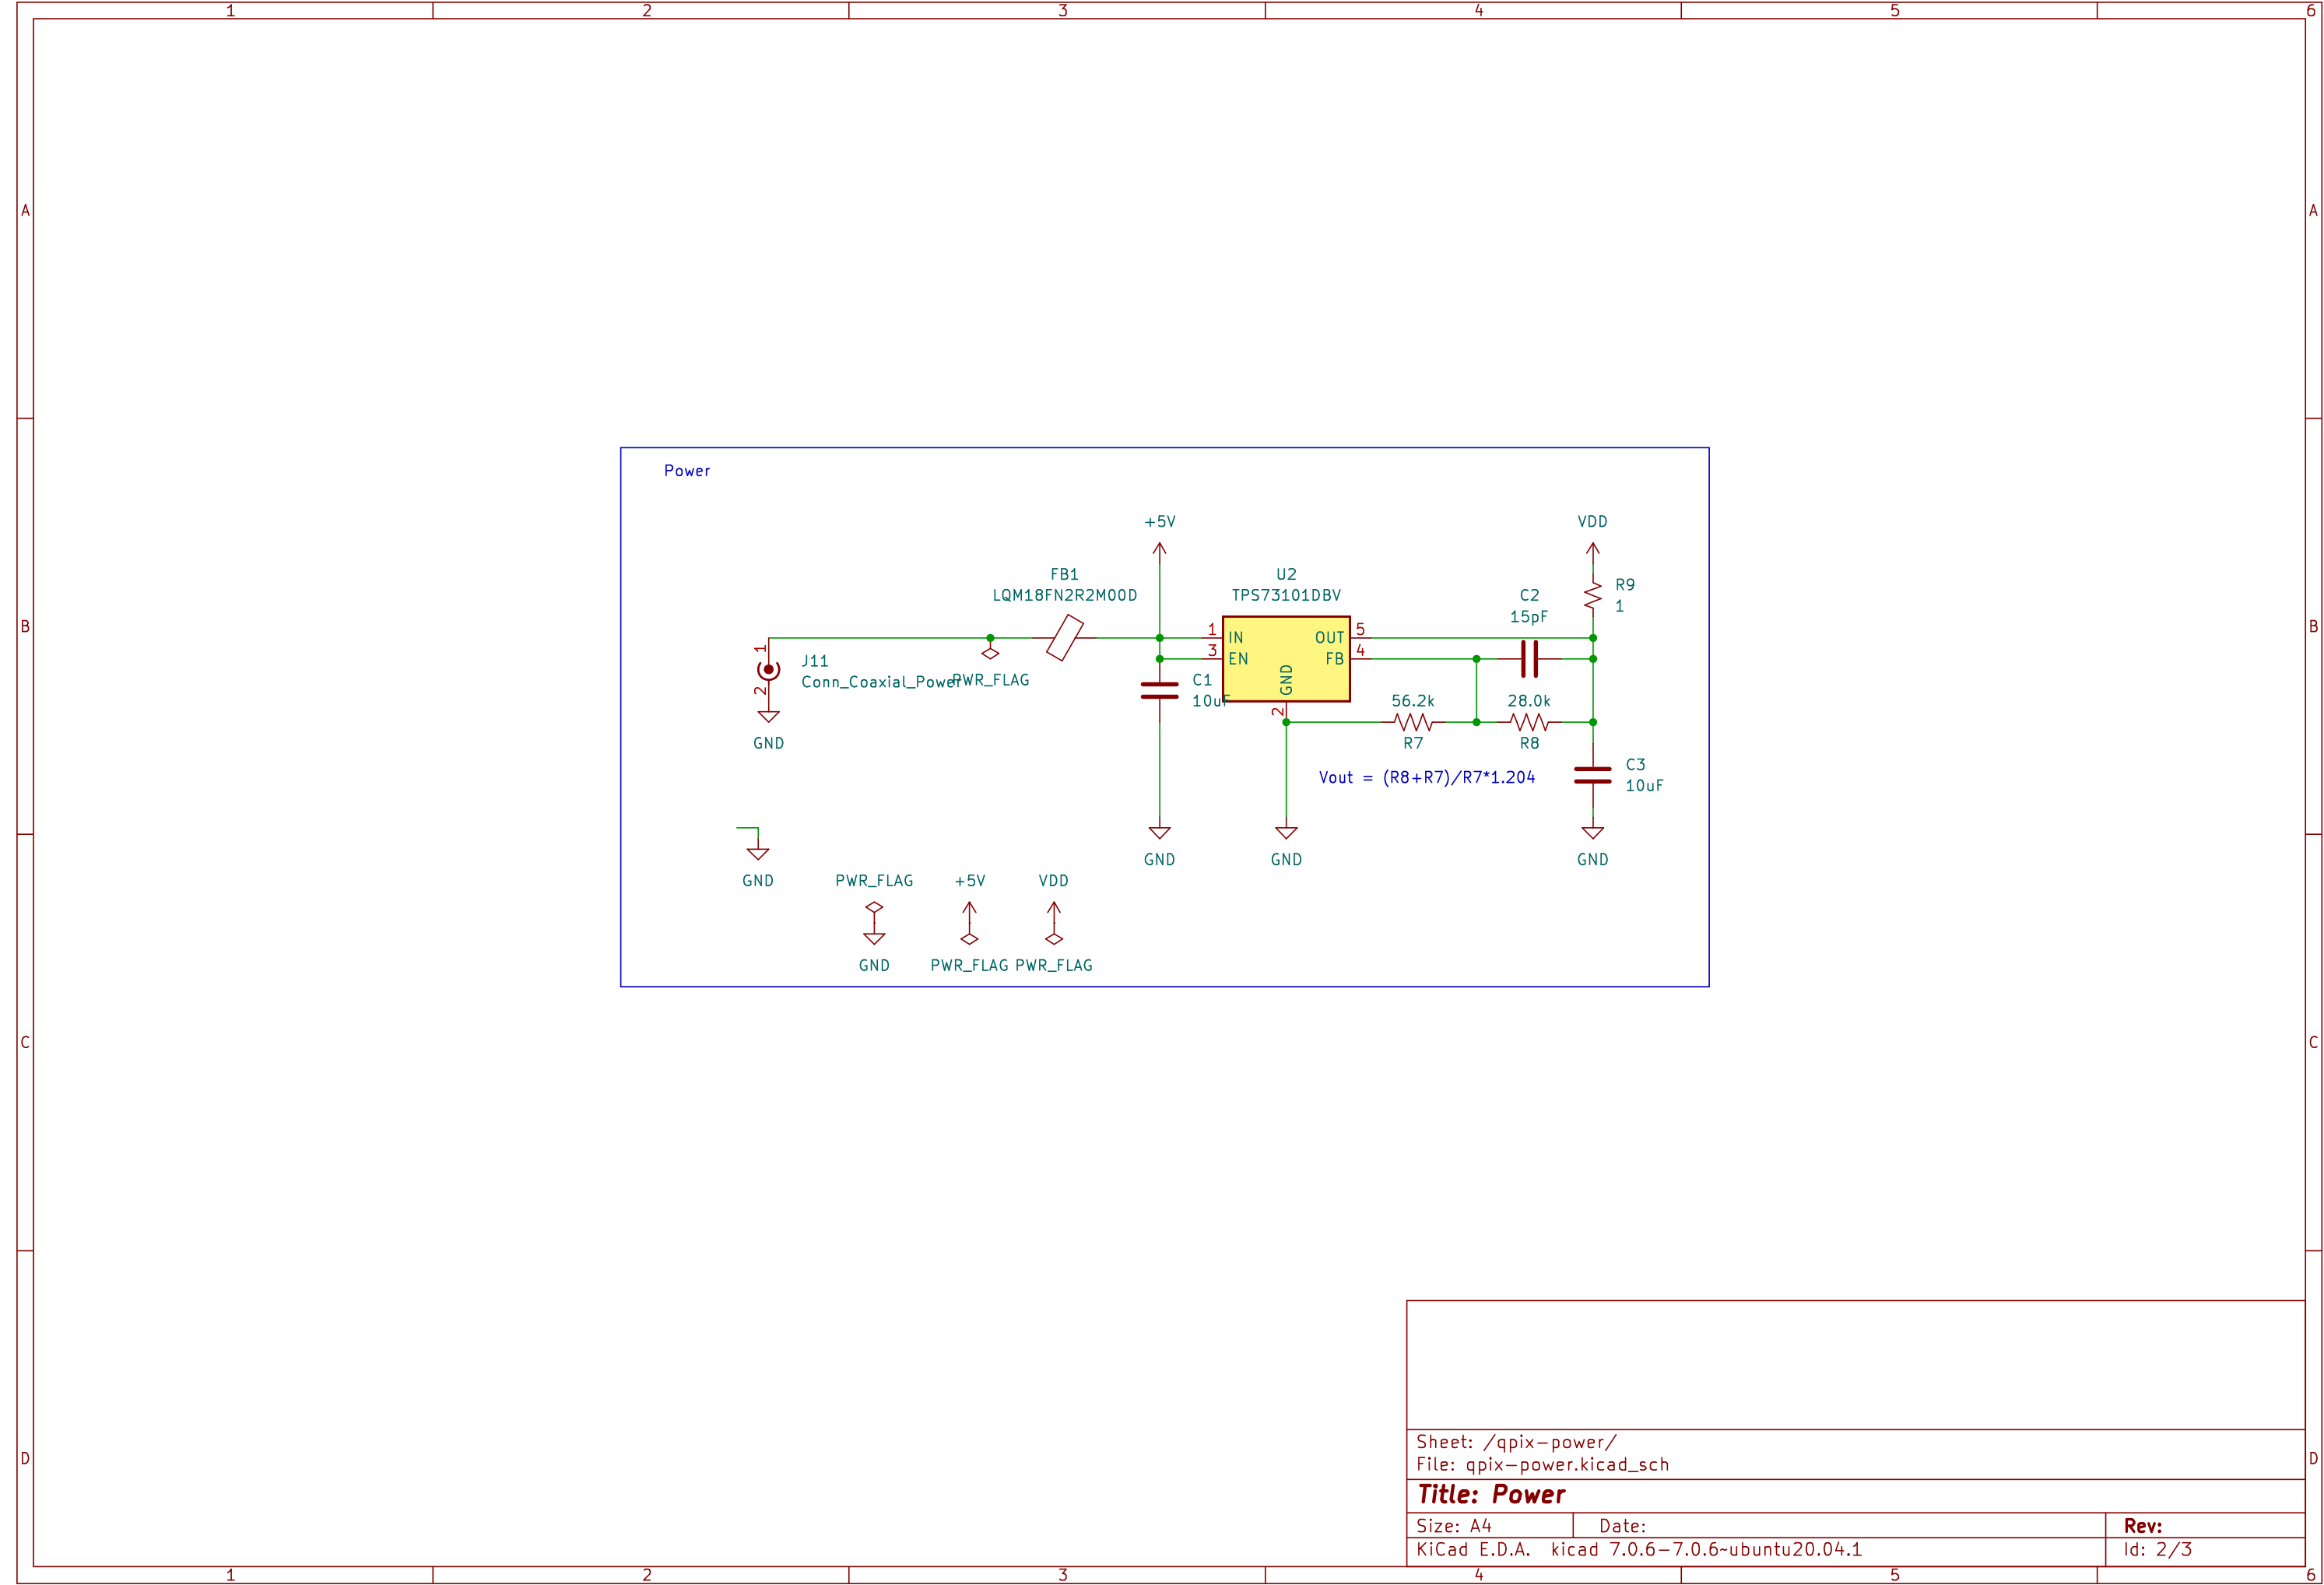 1 2 3 4 5 6
A A
Power
+5V VDD
FB1 U2
LQM18FN2R2M00D TPS73101DBV
R9
1
C2
15pF
B B
1 1 IN OUT 5
3 EN FB 4
GND
2
J11
Conn_Coaxial_Power
PWR_FLAG
2
C1
10uF
56.2k 28.0k
GND R7 R8
Vout = (R8+R7)/R7*1.204
C3
10uF
GND GND GND
GND PWR_FLAG +5V VDD
GND PWR_FLAG PWR_FLAG
C C
Sheet: /qpix-power/
D D
File: qpix-power.kicad_sch
Title: Power
Size: A4 Date: Rev:
KiCad E.D.A. kicad 7.0.6-7.0.6~ubuntu20.04.1 Id: 2/3
1 2 3 4 5 6